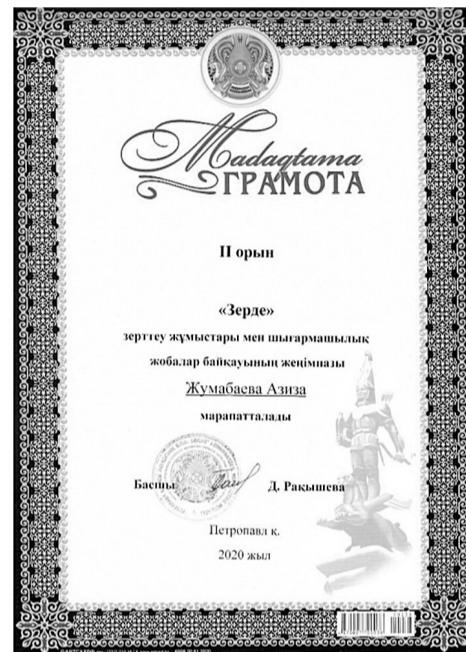 Madaqtama
ГРАМОТА
II орын
«Зерде»
зерттеу жұмыстары мен шығармашылық
жобалар байқауының жеңімпазы
Жумабаева Азиза
марапатталады
Басшы Д. Рақышева
Петропавл қ.
2020 жыл